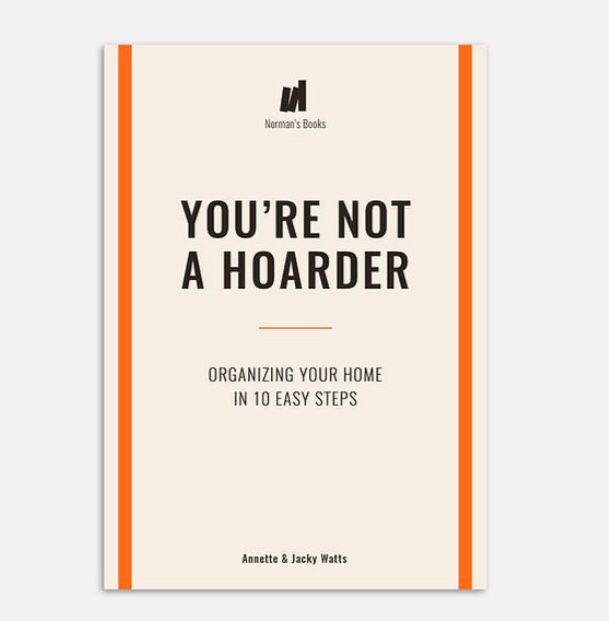 Norman's Books
YOU'RE NOT
A HOARDER
ORGANIZING YOUR HOME
IN 10 EASY STEPS
Annette & Jacky Watts